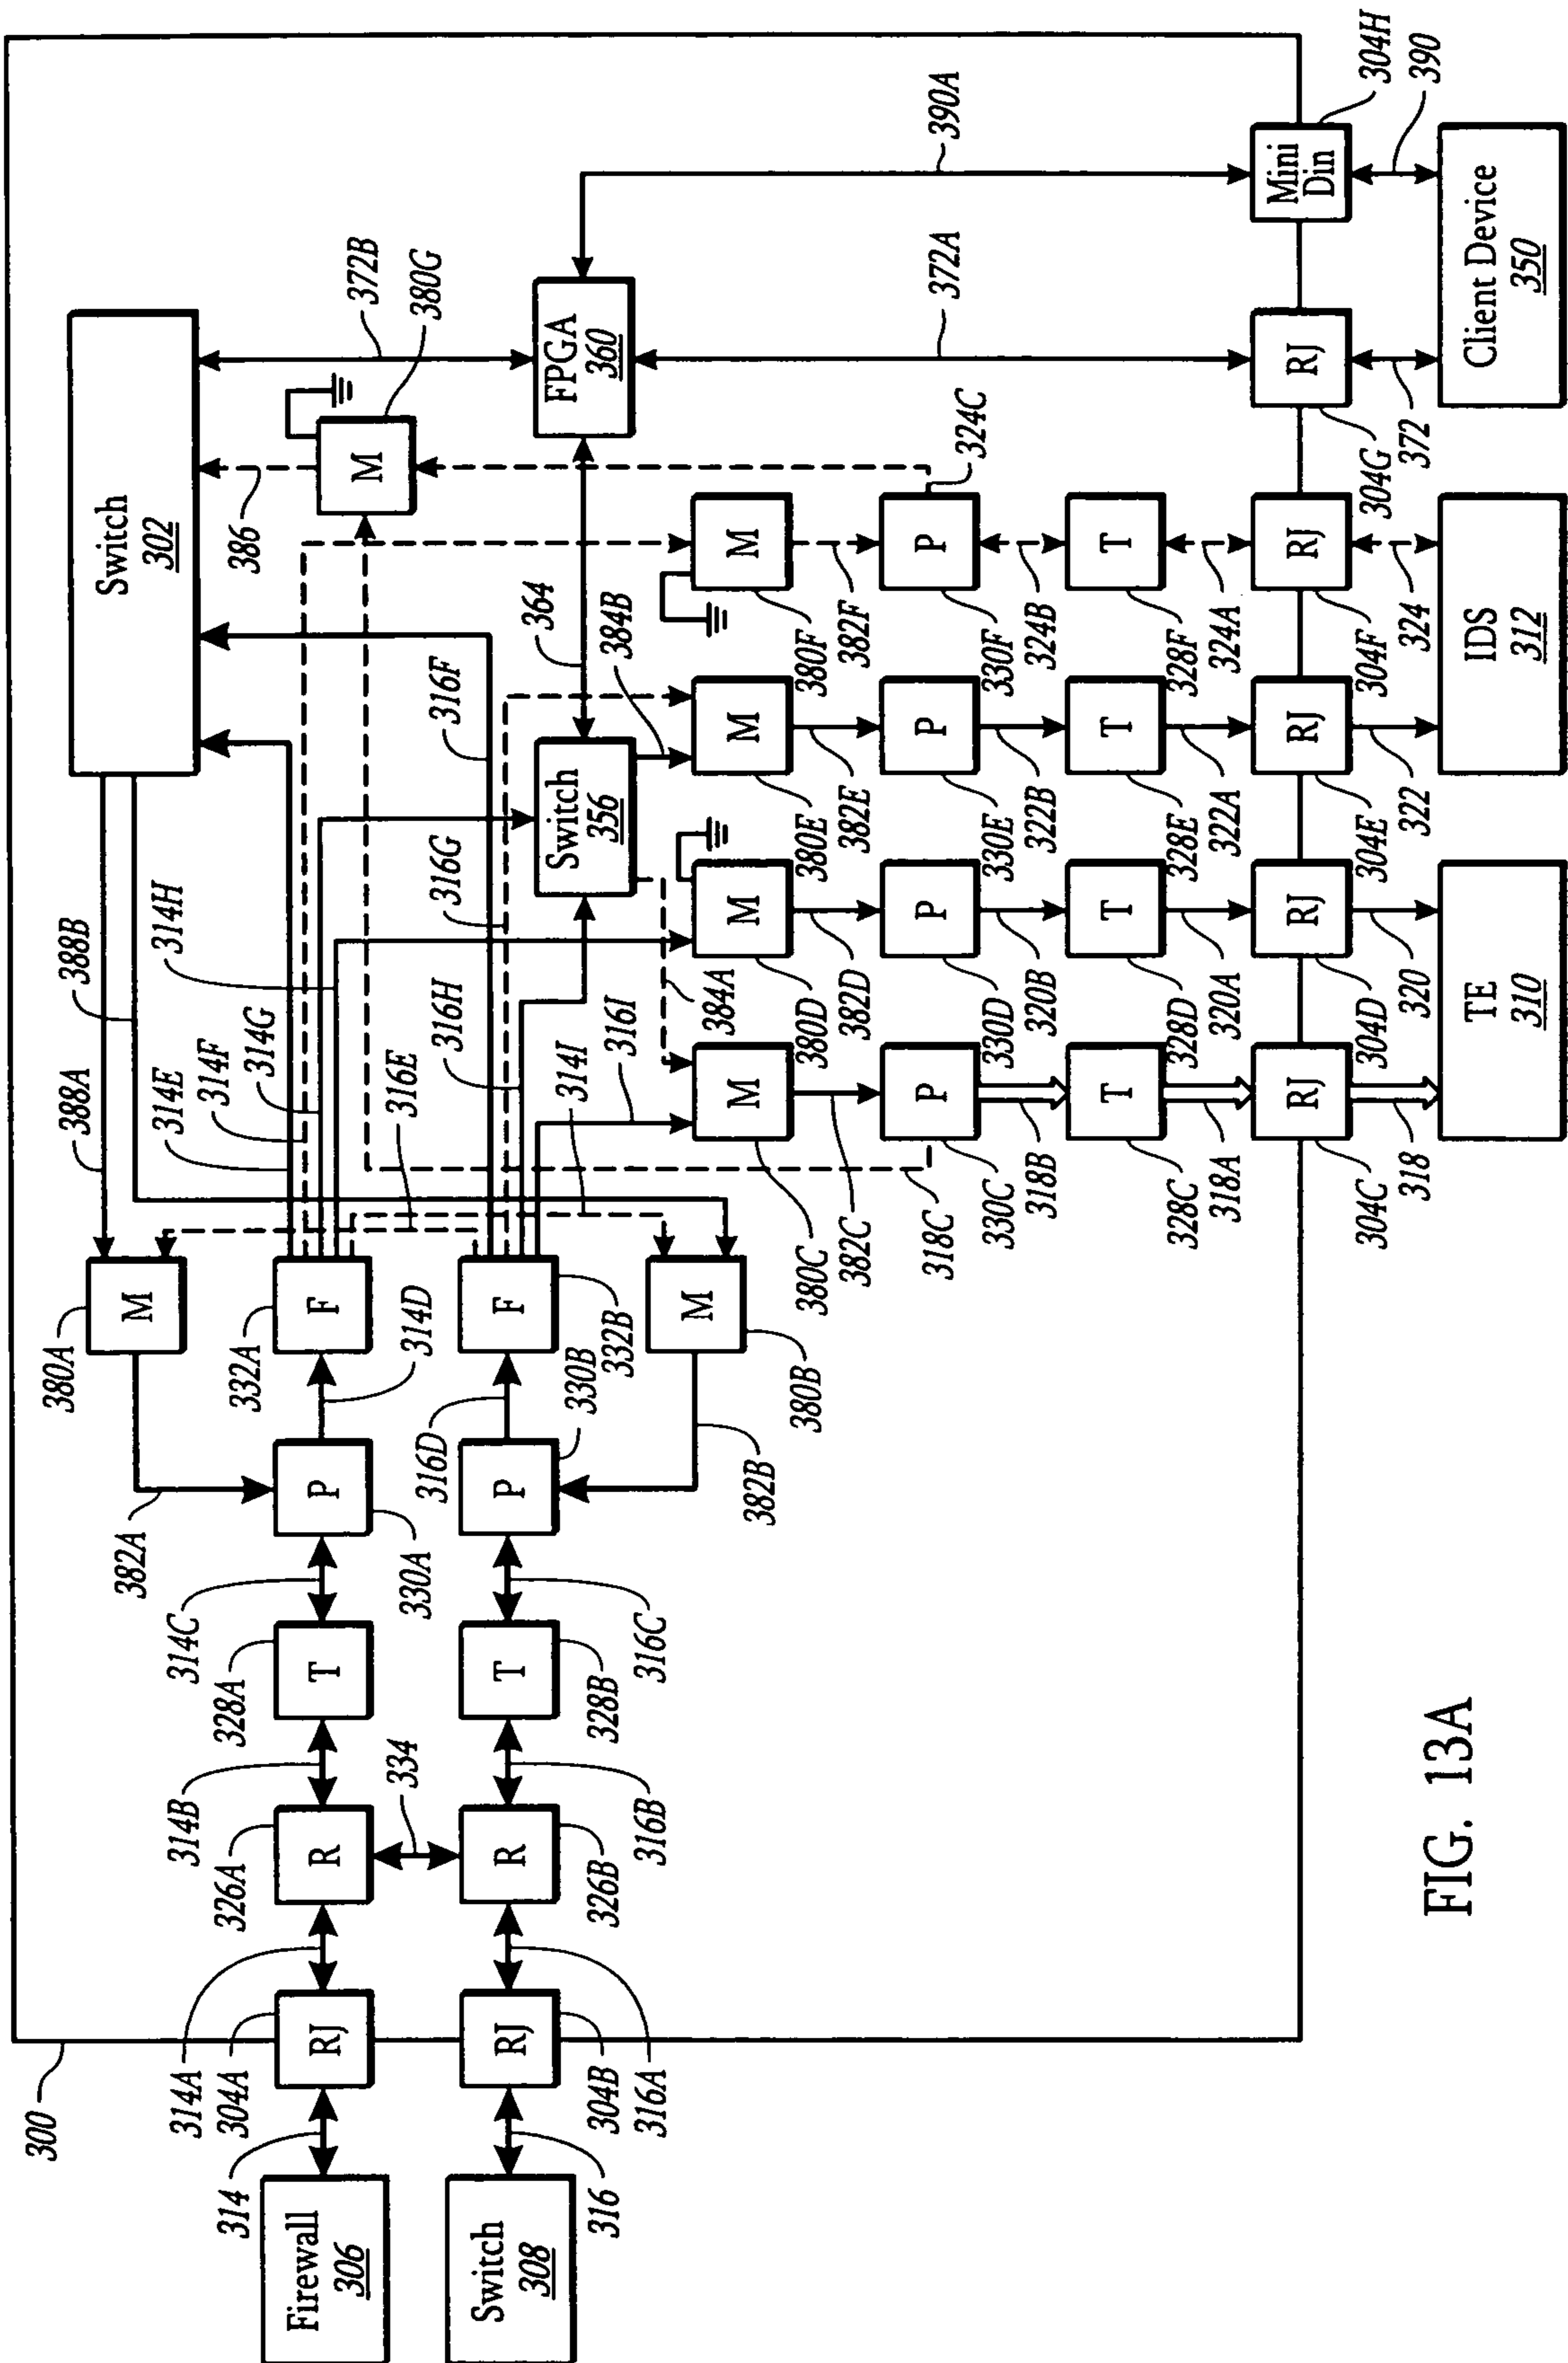 300
Firewall
306
314
RJ
304A
314A
R
326A
314B
334
T
328A
314C
P
330A
382A
314D
F
332A
M
380A
388A
388B
314E
314F
314G
314H
316E
314I
Switch
308
316
RJ
304B
316A
R
326B
316B
T
328B
316C
P
330B
316D
F
332B
M
380B
382B
316F
316G
316H
316I
Switch
302
386
M
380G
372B
FPGA
360
364
390A
372A
Switch
356
384A
384B
M
380C
382C
318C
P
330C
318B
T
328C
318A
RJ
304C
318
M
380D
382D
P
330D
320B
T
328D
320A
RJ
304D
320
TE
310
M
380E
382E
P
330E
322B
T
328E
322A
RJ
304E
322
M
380F
382F
P
324C
330F
324B
T
328F
324A
RJ
304F
324
IDS
312
RJ
304G
372
Mini
Din
304H
390
Client Device
350
FIG. 13A